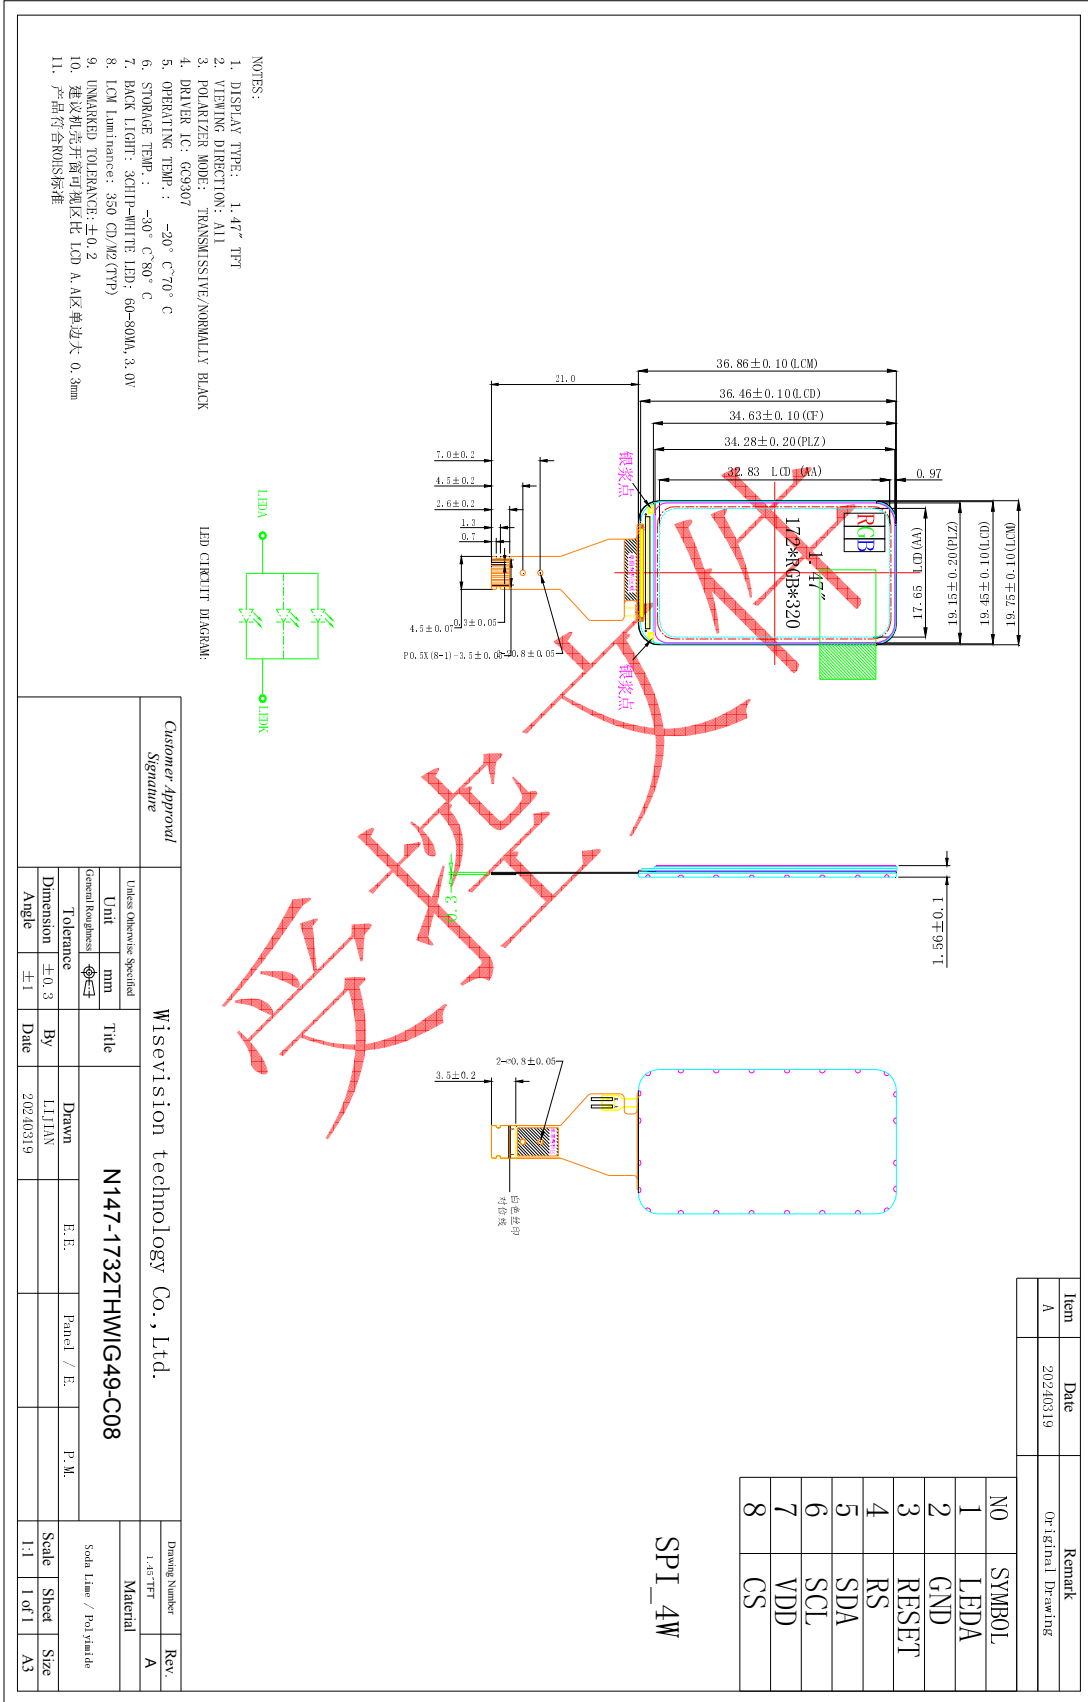 NOTES:
1. DISPLAY TYPE: 1.47" TFT
2. VIEWING DIRECTION: All
3. POLARIZER MODE: TRANSMISSIVE/NORMALLY BLACK
4. DRIVER IC: GC9307
5. OPERATING TEMP.: -20° C~70° C
6. STORAGE TEMP.: -30° C~80° C
7. BACK LIGHT: 3CHIP-WHITE LED; 60-80MA, 3.0V
8. LCM Luminance: 350 CD/M2(TYP)
9. UNMARKED TOLERANCE:±0.2
10. 建议机壳开窗可视区比 LCD A.A区单边大 0.3mm
11. 产品符合ROHS标准
36.86±0.10(LCM)
36.46±0.10(LCD)
34.63±0.10(CF)
34.28±0.20(PLZ)
32.83 LCD (AA)
0.97
21.0
7.0±0.2
4.5±0.2
2.6±0.2
1.3
0.7
4.5±0.07
0.3±0.05
P0.5X(8-1)=3.5±0.05
2-⌀0.8±0.05
银浆点
银浆点
RGB
1.47"
172*RGB*320
17.65 LCD(AA)
19.15±0.20(PLZ)
19.45±0.10(LCD)
19.75±0.10(LCM)
LEDA
LEDK
LED CIRCUIT DIAGRAM:
1.56±0.1
0.3
2-⌀0.8±0.05
3.5±0.2
白色丝印
对位线
受控文件
Item Date Remark
A 20240319 Original Drawing
NO SYMBOL
1 LEDA
2 GND
3 RESET
4 RS
5 SDA
6 SCL
7 VDD
8 CS
SPI_4W
Customer Approval
Signature
Wisevision technology Co.,Ltd.
Drawing Number Rev.
1.45"TFT A
Unless Otherwise Specified
Unit mm
General Roughness
Title
N147-1732THWIG49-C08
Material
Soda Lime / Polyimide
Tolerance
Drawn E.E. Panel / E. P.M.
Dimension ±0.3 By LIJIAN
Scale Sheet Size
Angle ±1 Date 20240319
1:1 1 of 1 A3